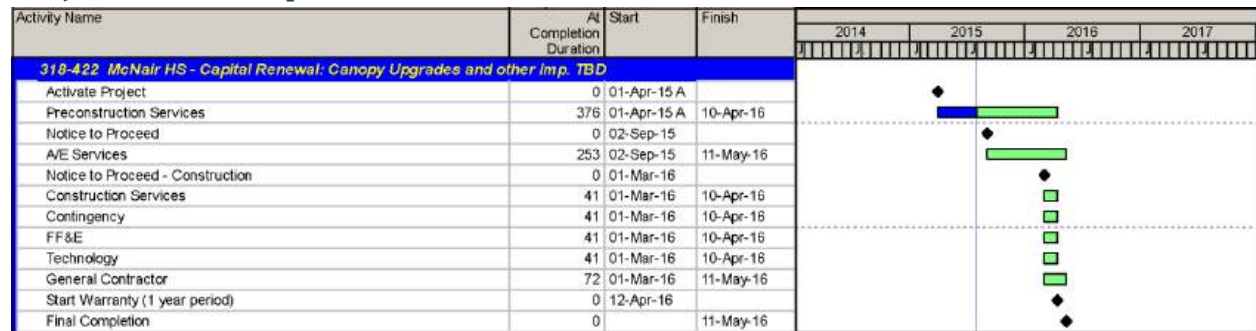 Activity Name At Start Finish
Completion 2014 2015 2016 2017
Duration J J J J J J J
318-422 McNair HS - Capital Renewal: Canopy Upgrades and other imp. TBD
Activate Project 0 01-Apr-15 A
Preconstruction Services 376 01-Apr-15 A 10-Apr-16
Notice to Proceed 0 02-Sep-15
A/E Services 253 02-Sep-15 11-May-16
Notice to Proceed - Construction 0 01-Mar-16
Construction Services 41 01-Mar-16 10-Apr-16
Contingency 41 01-Mar-16 10-Apr-16
FF&E 41 01-Mar-16 10-Apr-16
Technology 41 01-Mar-16 10-Apr-16
General Contractor 72 01-Mar-16 11-May-16
Start Warranty (1 year period) 0 12-Apr-16
Final Completion 0 11-May-16